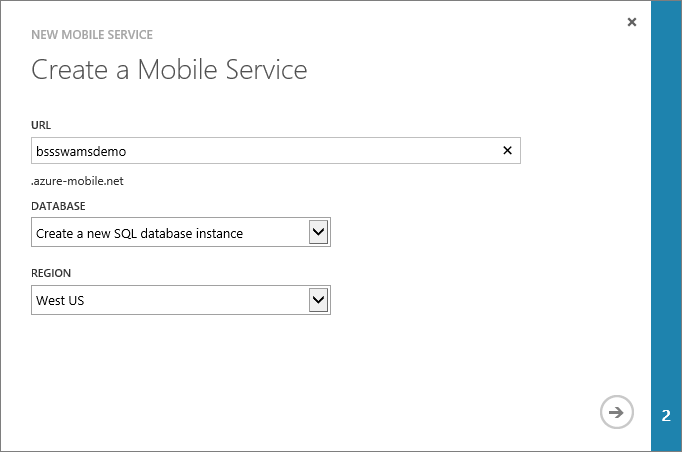 NEW MOBILE SERVICE
Create a Mobile Service
URL
bssswamsdemo
.azure-mobile.net
DATABASE
Create a new SQL database instance
REGION
West US
2